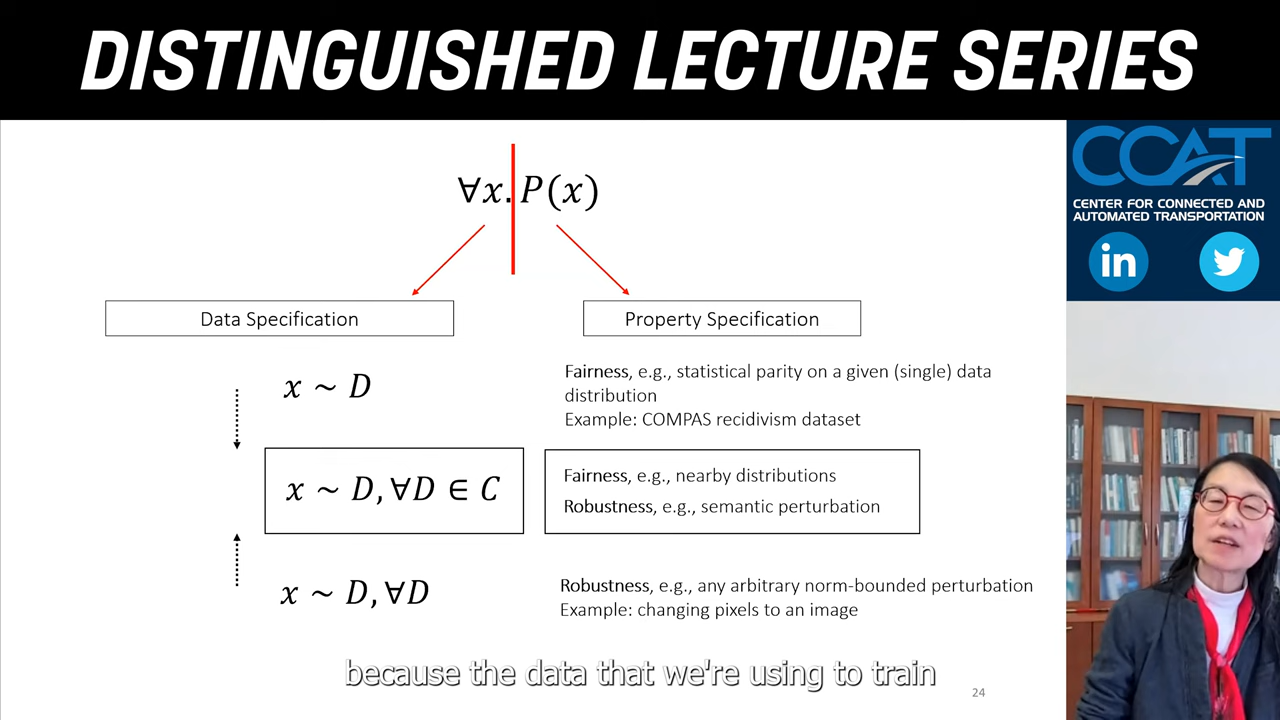 DISTINGUISHED LECTURE SERIES
∀x. P(x)
Data Specification
Property Specification
x ~ D
Fairness, e.g., statistical parity on a given (single) data
distribution
Example: COMPAS recidivism dataset
x ~ D, ∀D ∈ C
Fairness, e.g., nearby distributions
Robustness, e.g., semantic perturbation
x ~ D, ∀D
Robustness, e.g., any arbitrary norm-bounded perturbation
Example: changing pixels to an image
because the data that we're using to train
24
CCAT
CENTER FOR CONNECTED AND
AUTOMATED TRANSPORTATION
in